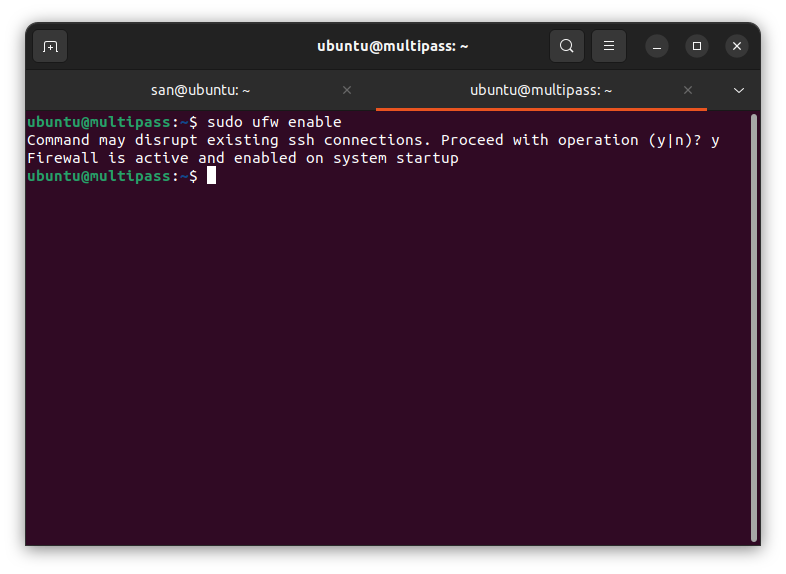 ubuntu@multipass: ~
san@ubuntu: ~
ubuntu@multipass: ~
ubuntu@multipass:~$ sudo ufw enable
Command may disrupt existing ssh connections. Proceed with operation (y|n)? y
Firewall is active and enabled on system startup
ubuntu@multipass:~$